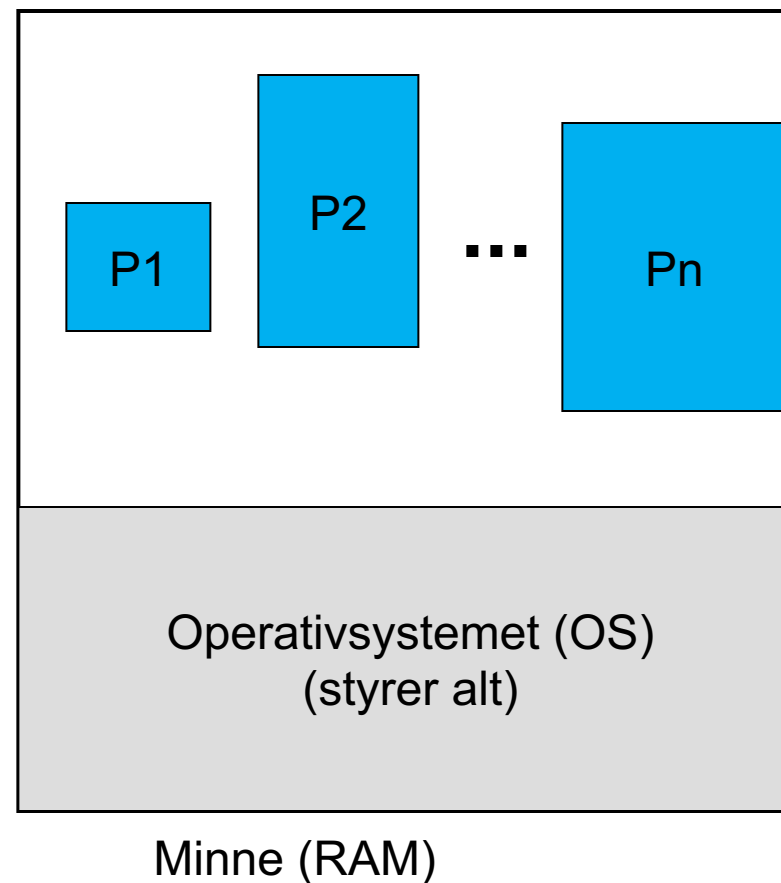 P1
P2
...
Pn
Operativsystemet (OS)
(styrer alt)
Minne (RAM)